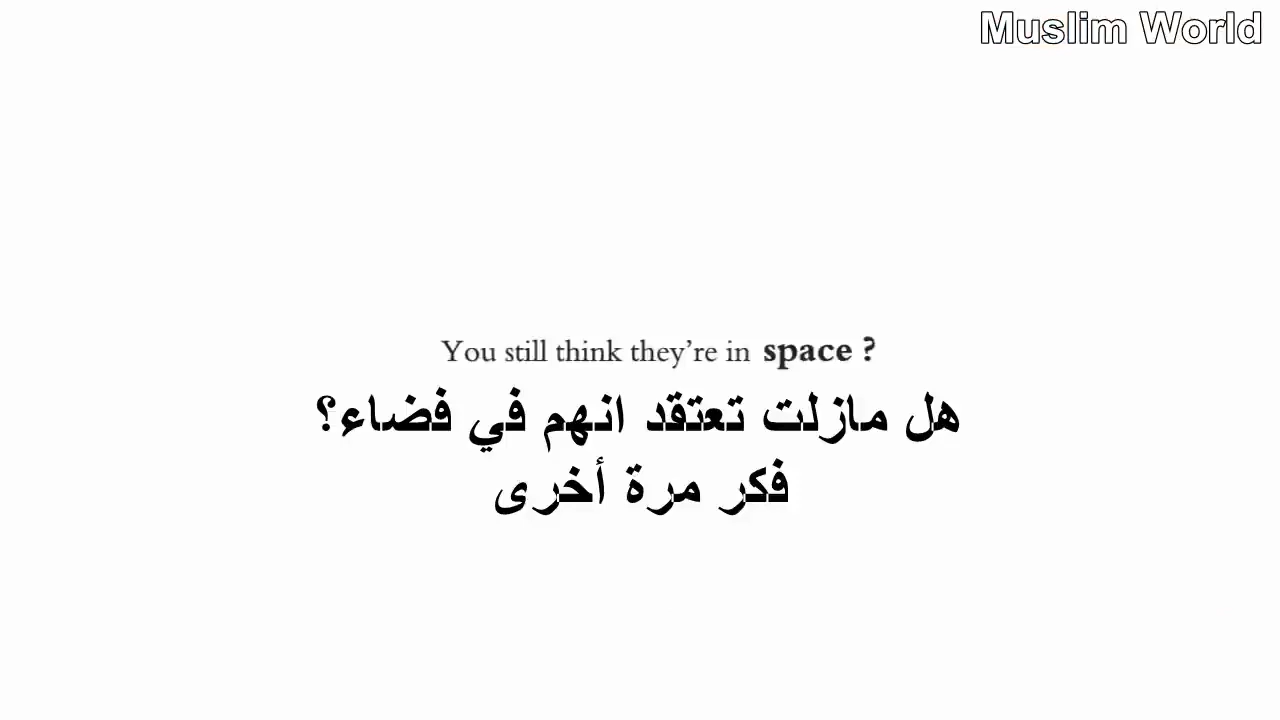 Muslim World
You still think they're in space ?
هل مازلت تعتقد انهم في فضاء؟
فكر مرة أخرى